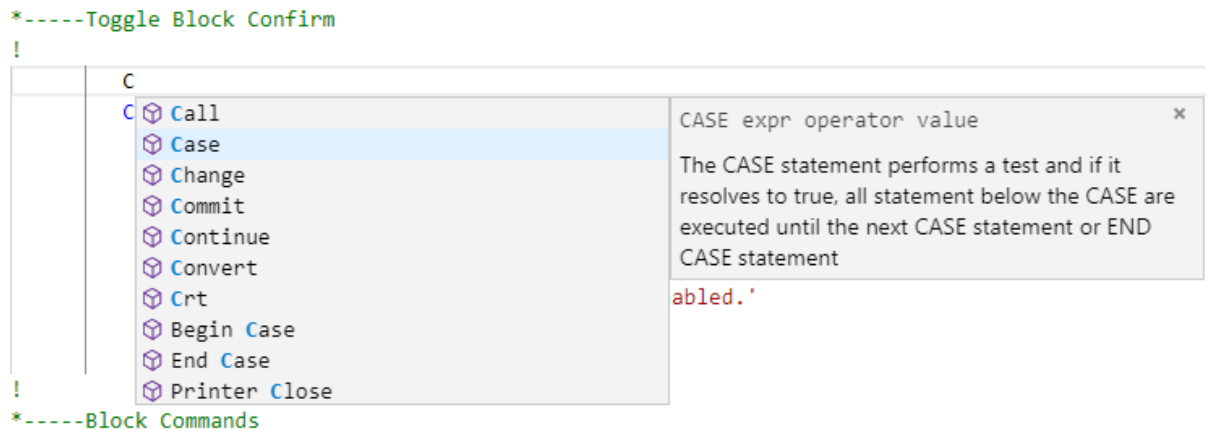 *-----Toggle Block Confirm
!
C
C
Call
Case
Change
Commit
Continue
Convert
Crt
Begin Case
End Case
Printer Close
CASE expr operator value ×
The CASE statement performs a test and if it
resolves to true, all statement below the CASE are
executed until the next CASE statement or END
CASE statement
abled.'
!
*-----Block Commands